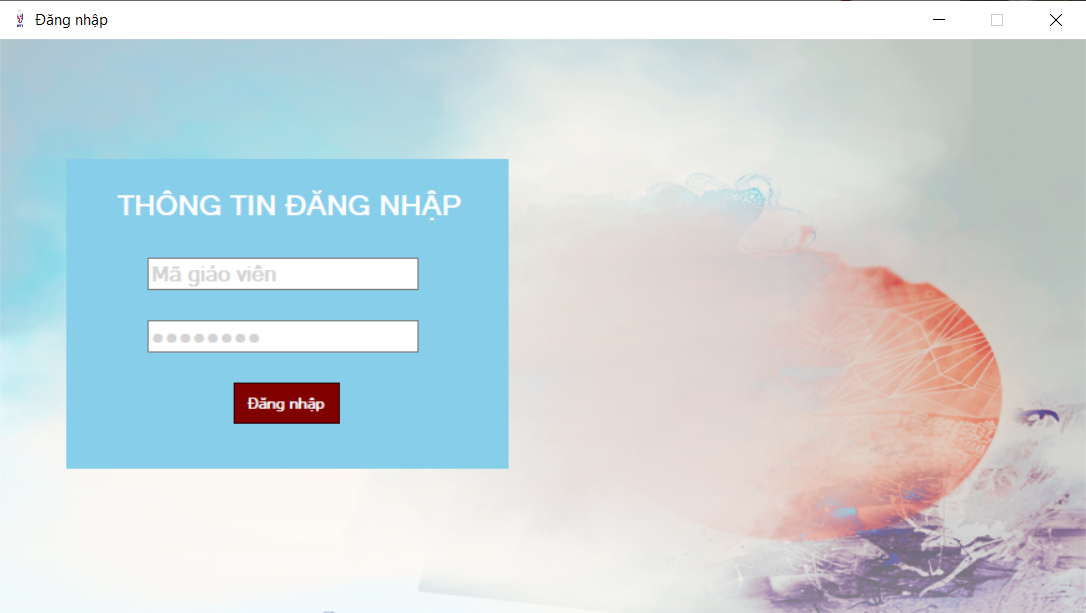 Đăng nhập
THÔNG TIN ĐĂNG NHẬP
Mã giáo viên
●●●●●●●●
Đăng nhập